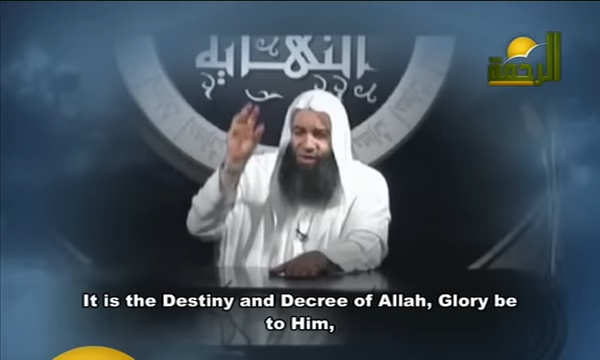 النهاية
الرحمة
It is the Destiny and Decree of Allah, Glory be
to Him,